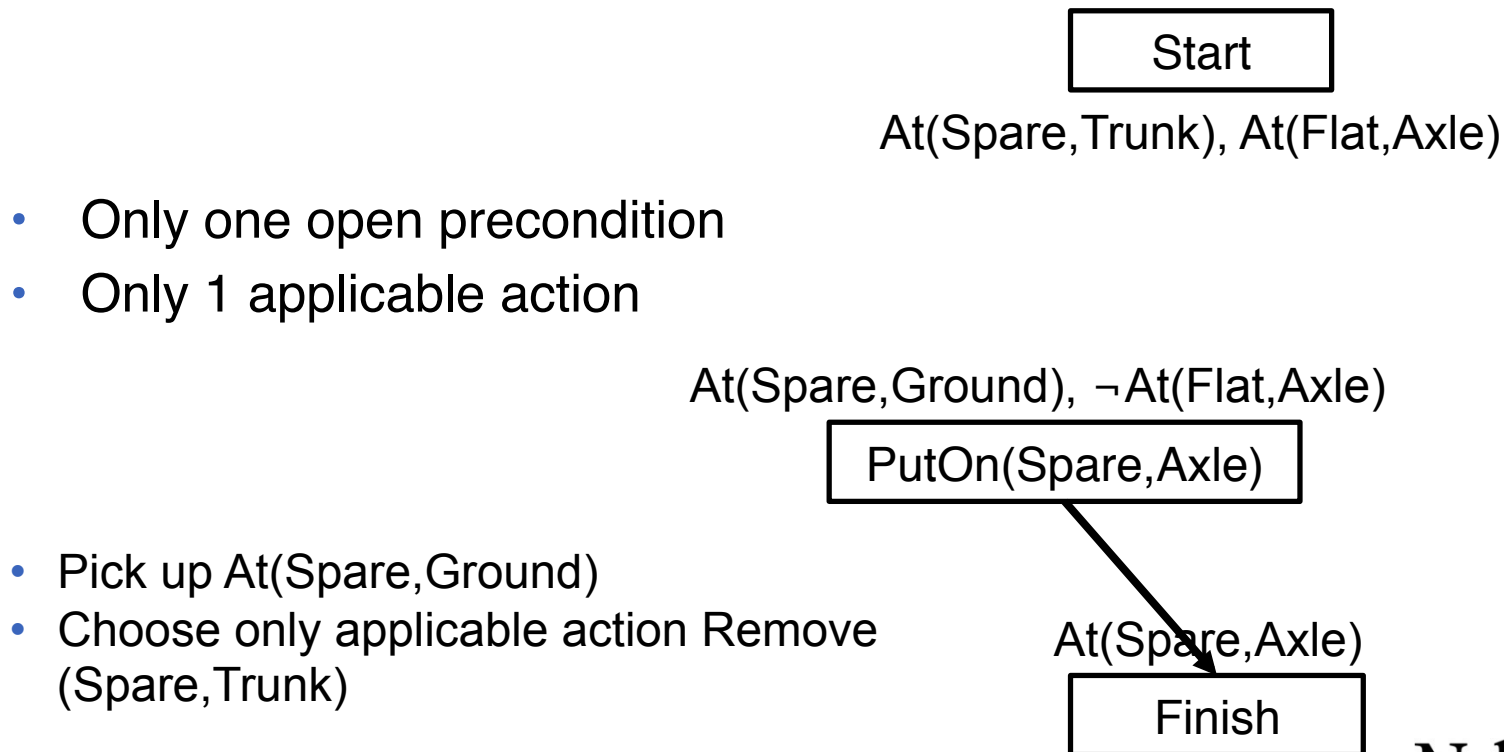 Start
At(Spare,Trunk), At(Flat,Axle)
• Only one open precondition
• Only 1 applicable action
At(Spare,Ground), ¬At(Flat,Axle)
PutOn(Spare,Axle)
• Pick up At(Spare,Ground)
• Choose only applicable action Remove
(Spare,Trunk)
At(Spare,Axle)
Finish